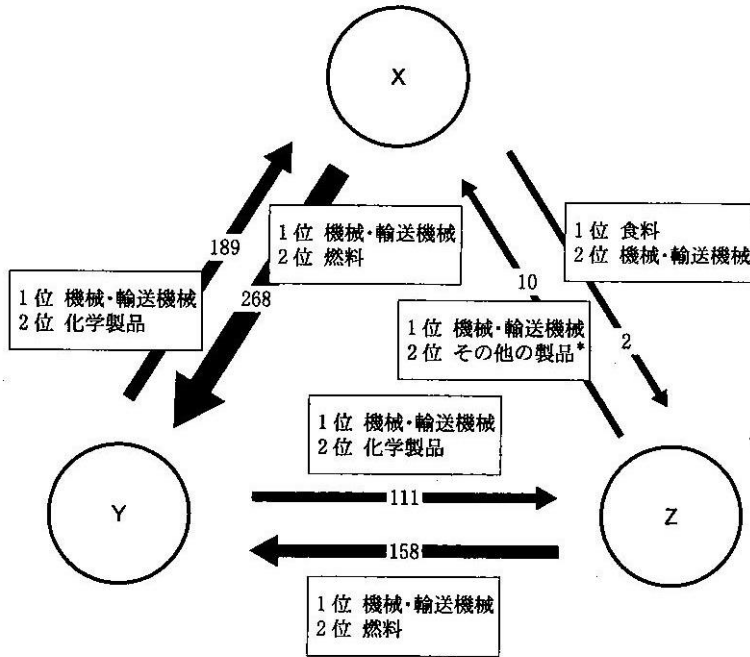 X
189
1位 機械・輸送機械
2位 燃料
1位 食料
2位 機械・輸送機械
10
1位 機械・輸送機械
2位 化学製品
268
1位 機械・輸送機械
2位 その他の製品*
2
1位 機械・輸送機械
2位 化学製品
Y
111
Z
158
1位 機械・輸送機械
2位 燃料